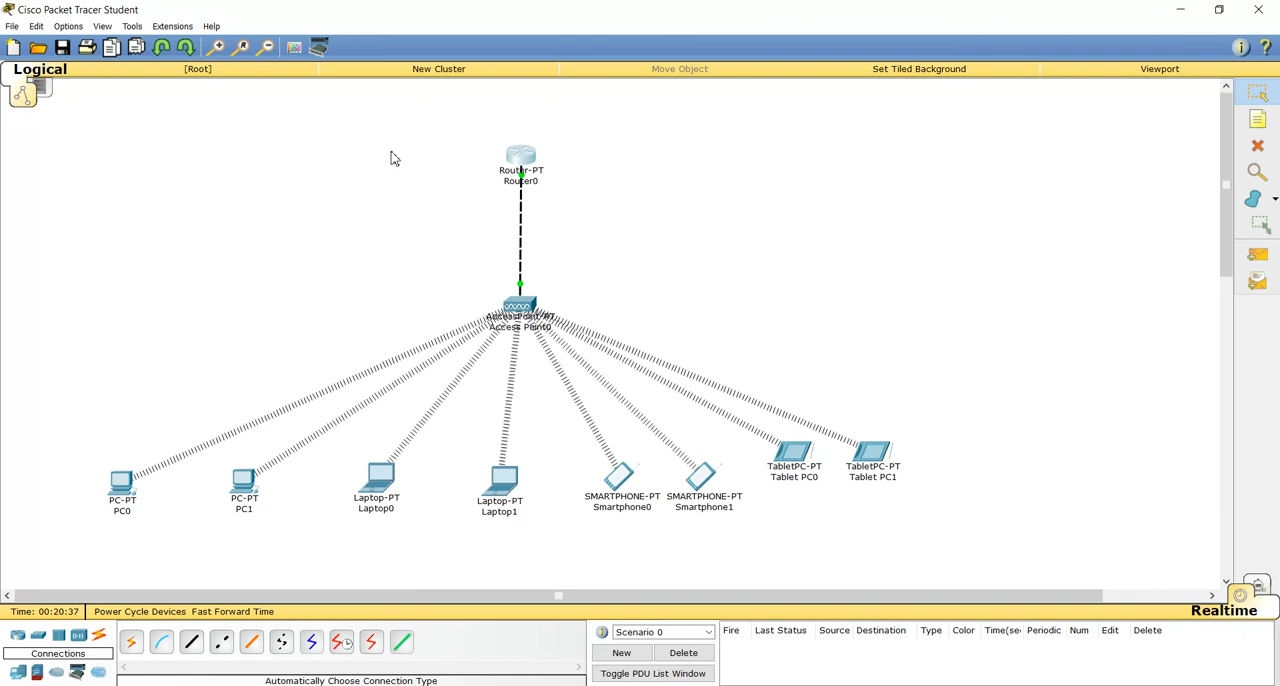 Cisco Packet Tracer Student
File Edit Options View Tools Extensions Help
Logical [Root] New Cluster Move Object Set Tiled Background Viewport
Router-PT
Router0
AccessPoint-PT
Access Point0
PC-PT
PC0
PC-PT
PC1
Laptop-PT
Laptop0
Laptop-PT
Laptop1
SMARTPHONE-PT
Smartphone0
SMARTPHONE-PT
Smartphone1
TabletPC-PT
Tablet PC0
TabletPC-PT
Tablet PC1
Time: 00:20:37 Power Cycle Devices Fast Forward Time
Realtime
Connections
Automatically Choose Connection Type
Scenario 0
New Delete
Toggle PDU List Window
Fire Last Status Source Destination Type Color Time(sec Periodic Num Edit Delete